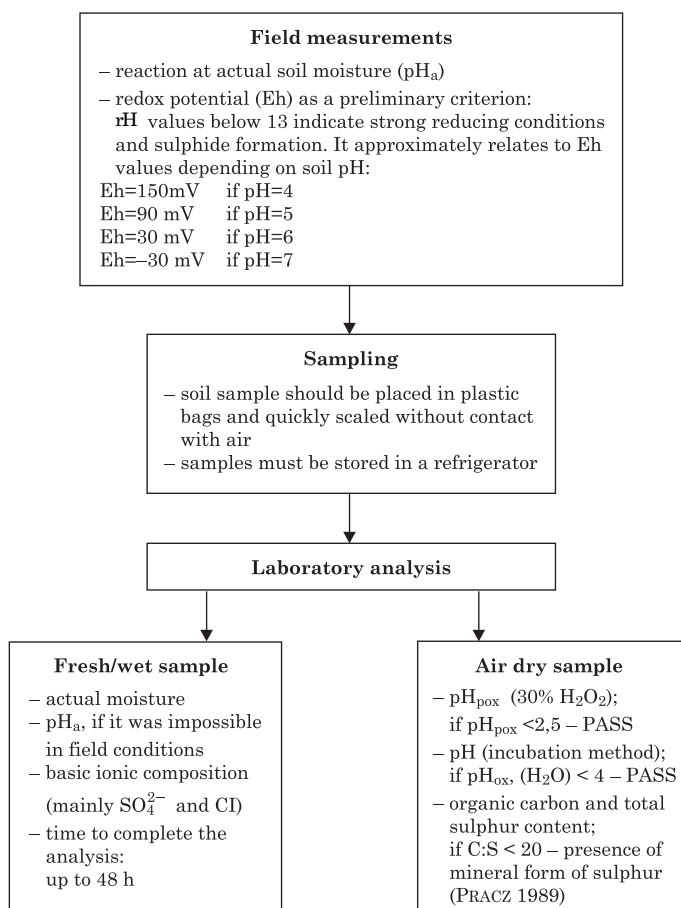 Field measurements
– reaction at actual soil moisture (pHa)
– redox potential (Eh) as a preliminary criterion:
rH values below 13 indicate strong reducing conditions
and sulphide formation. It approximately relates to Eh
values depending on soil pH:
Eh=150mV if pH=4
Eh=90 mV if pH=5
Eh=30 mV if pH=6
Eh=–30 mV if pH=7
Sampling
– soil sample should be placed in plastic
bags and quickly scaled without contact
with air
– samples must be stored in a refrigerator
Laboratory analysis
Fresh/wet sample
– actual moisture
– pHa, if it was impossible
in field conditions
– basic ionic composition
(mainly SO₄²⁻ and CI)
– time to complete the
analysis:
up to 48 h
Air dry sample
– pHpox (30% H₂O₂);
if pHpox <2,5 – PASS
– pH (incubation method);
if pHox, (H₂O) < 4 – PASS
– organic carbon and total
sulphur content;
if C:S < 20 – presence of
mineral form of sulphur
(PRACZ 1989)